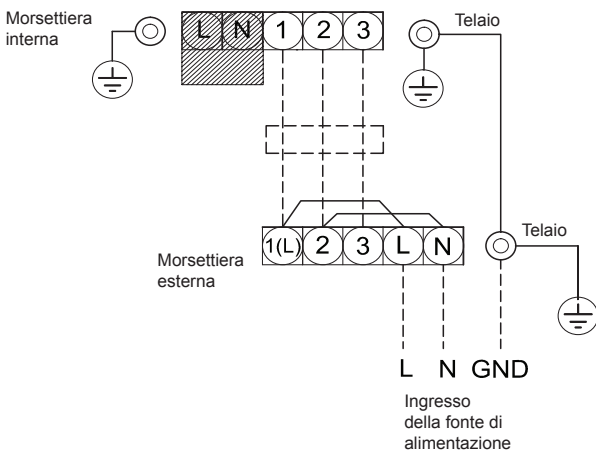 Morsettiera
interna
L N 1 2 3
Telaio
1(L) 2 3 L N
Telaio
Morsettiera
esterna
L N GND
Ingresso
della fonte di
alimentazione